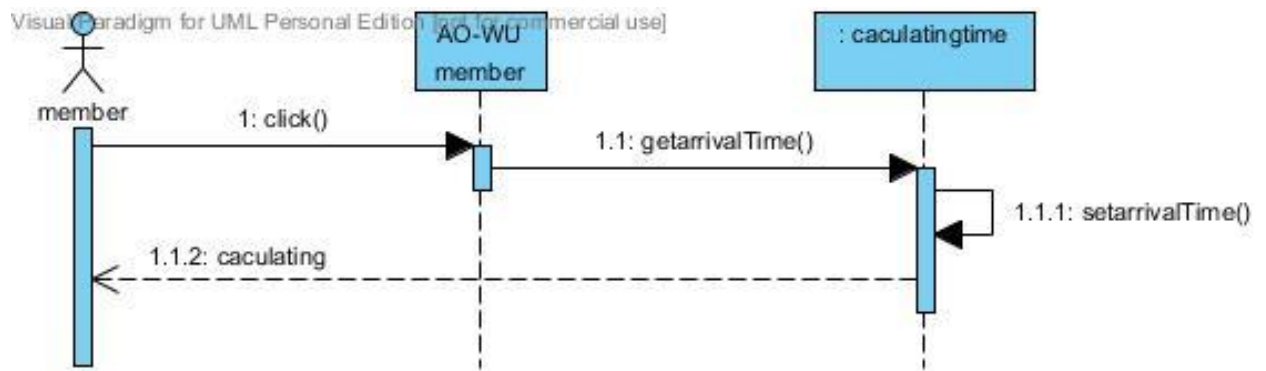 Visual Paradigm for UML Personal Edition [not for commercial use]
AO-WU
member
: caculatingtime
member
1: click()
1.1: getarrivalTime()
1.1.1: setarrivalTime()
1.1.2: caculating